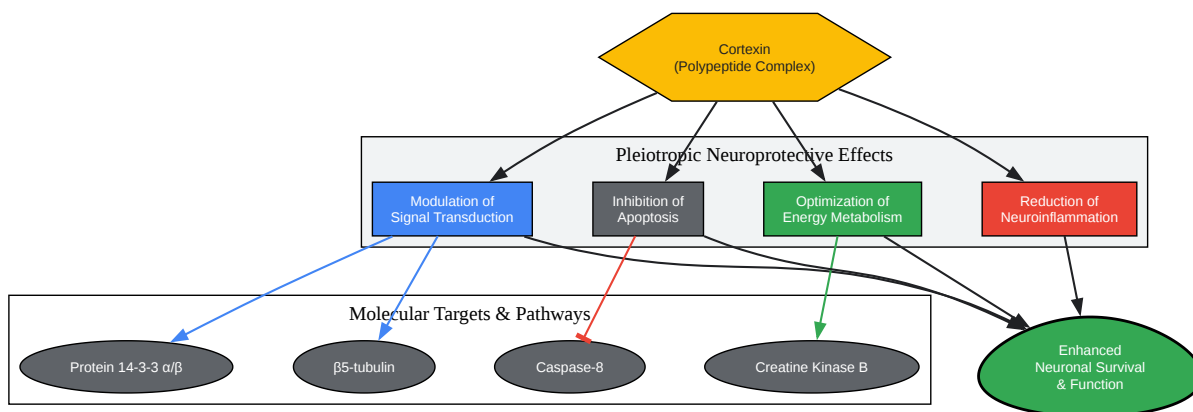 Cortexin
(Polypeptide Complex)
Pleiotropic Neuroprotective Effects
Modulation of
Signal Transduction
Inhibition of
Apoptosis
Optimization of
Energy Metabolism
Reduction of
Neuroinflammation
Molecular Targets & Pathways
Protein 14-3-3 α/β
β5-tubulin
Caspase-8
Creatine Kinase B
Enhanced
Neuronal Survival
& Function